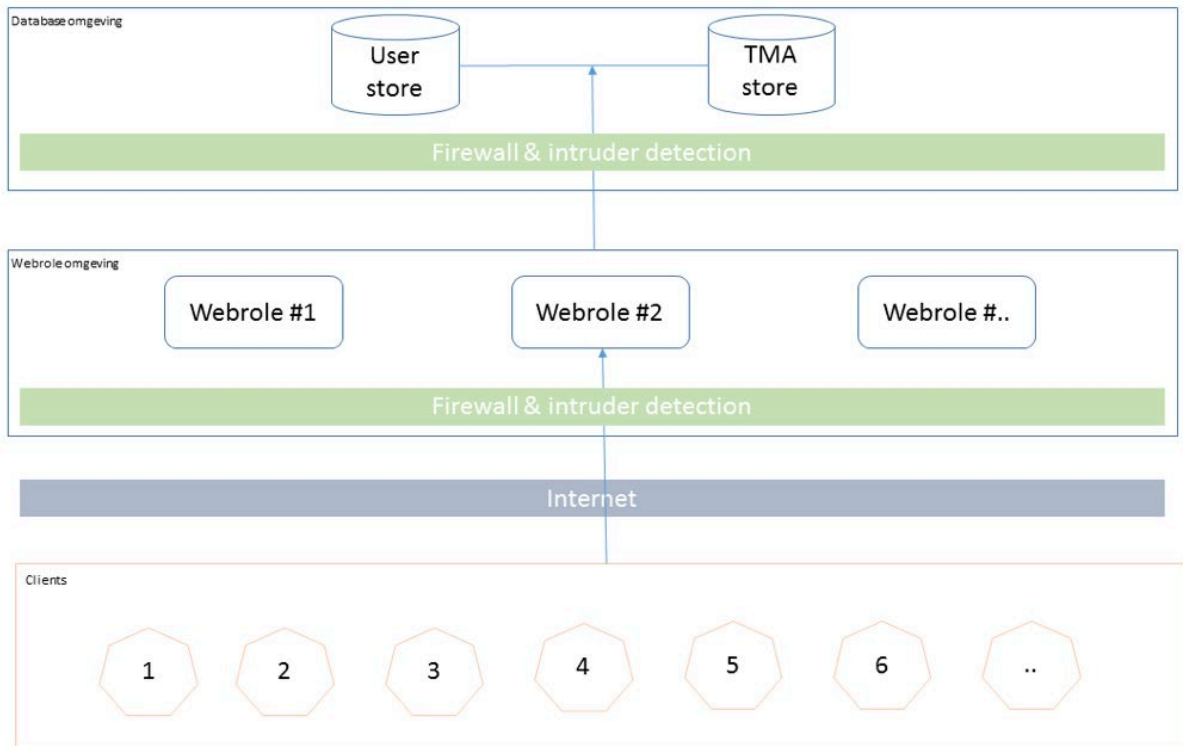 Database omgeving
User
store
TMA
store
Firewall & intruder detection
Webrole omgeving
Webrole #1
Webrole #2
Webrole #..
Firewall & intruder detection
Internet
Clients
1
2
3
4
5
6
..